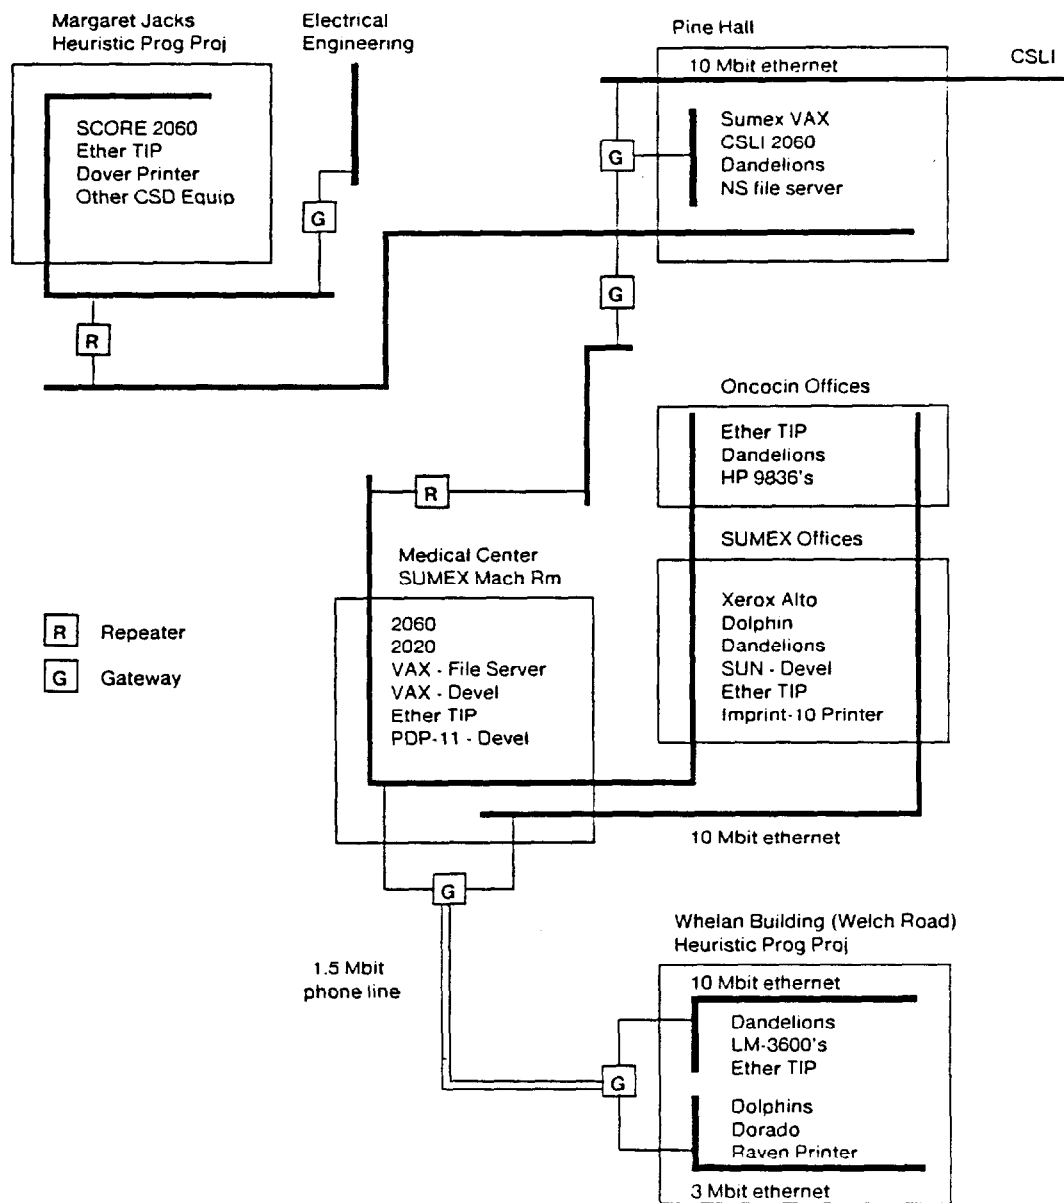 Margaret Jacks
Heuristic Prog Proj
Electrical
Engineering
Pine Hall
10 Mbit ethernet
CSLI
SCORE 2060
Ether TIP
Dover Printer
Other CSD Equip
G
G
Sumex VAX
CSLI 2060
Dandelions
NS file server
G
R
Oncocin Offices
Ether TIP
Dandelions
HP 9836's
R
SUMEX Offices
Medical Center
SUMEX Mach Rm
2060
2020
VAX - File Server
VAX - Devel
Ether TIP
PDP-11 - Devel
Xerox Alto
Dolphin
Dandelions
SUN - Devel
Ether TIP
Imprint-10 Printer
R Repeater
G Gateway
10 Mbit ethernet
G
1.5 Mbit
phone line
Whelan Building (Welch Road)
Heuristic Prog Proj
10 Mbit ethernet
Dandelions
LM-3600's
Ether TIP
G
Dolphins
Dorado
Raven Printer
3 Mbit ethernet